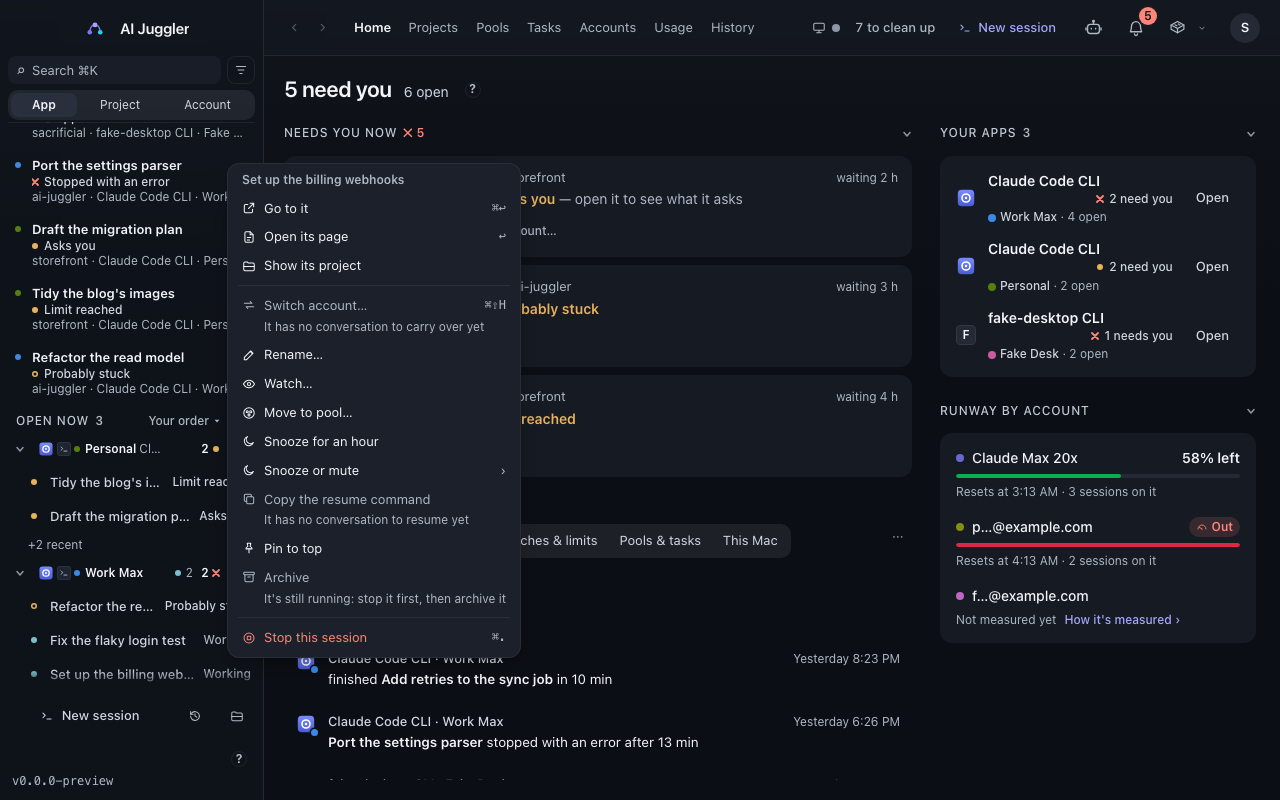 AI Juggler
Search ⌘K
App
Project
Account
sacrificial · fake-desktop CLI · Fake ...
Port the settings parser
Stopped with an error
ai-juggler · Claude Code CLI · Work
Draft the migration plan
Asks you
storefront · Claude Code CLI · Pers
Tidy the blog's images
Limit reached
storefront · Claude Code CLI · Pers
Refactor the read model
Probably stuck
ai-juggler · Claude Code CLI · Work
OPEN NOW 3
Your order
Personal Cl...
2
Tidy the blog's i...
Limit reac
Draft the migration p...
Asks
+2 recent
Work Max
2
2
Refactor the re...
Probably st
Fix the flaky login test
Wor
Set up the billing web...
Working
New session
?
v0.0.0-preview
Home
Projects
Pools
Tasks
Accounts
Usage
History
7 to clean up
New session
5
S
5 need you
6 open
?
NEEDS YOU NOW
5
orefront
waiting 2 h
s you — open it to see what it asks
ount...
i-juggler
waiting 3 h
bably stuck
orefront
waiting 4 h
reached
Set up the billing webhooks
Go to it
⌘↩
Open its page
↩
Show its project
Switch account...
⌘⇧H
It has no conversation to carry over yet
Rename...
Watch...
Move to pool...
Snooze for an hour
Snooze or mute
›
Copy the resume command
It has no conversation to resume yet
Pin to top
Archive
It's still running: stop it first, then archive it
Stop this session
⌘.
ches & limits
Pools & tasks
This Mac
...
Claude Code CLI · Work Max
Yesterday 8:23 PM
finished Add retries to the sync job in 10 min
Claude Code CLI · Work Max
Yesterday 6:26 PM
Port the settings parser stopped with an error after 13 min
YOUR APPS 3
Claude Code CLI
2 need you
Open
Work Max · 4 open
Claude Code CLI
2 need you
Open
Personal · 2 open
F
fake-desktop CLI
1 needs you
Open
Fake Desk · 2 open
RUNWAY BY ACCOUNT
Claude Max 20x
58% left
Resets at 3:13 AM · 3 sessions on it
p...@example.com
Out
Resets at 4:13 AM · 2 sessions on it
f...@example.com
Not measured yet
How it's measured ›